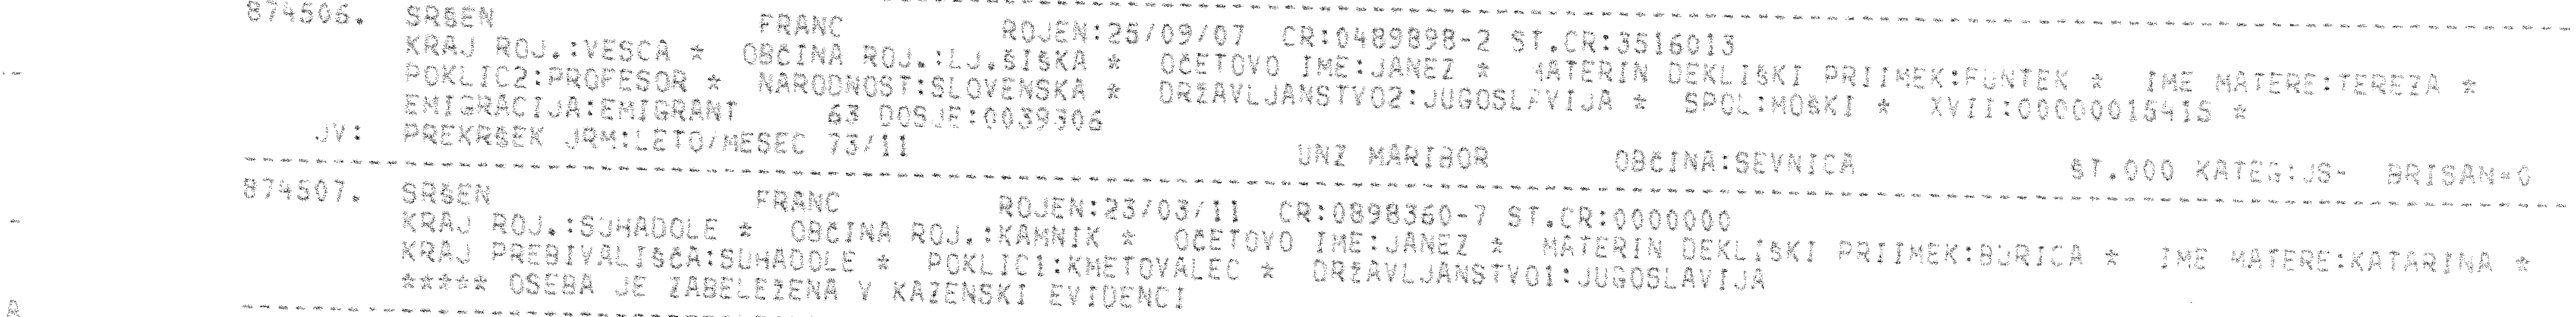 874506. SRŠEN FRANC ROJEN:25/09/07 CR:0489898-2 ST.CR:3516013
KRAJ ROJ.:VESCA * OBČINA ROJ.:LJ.ŠIŠKA * OČETOVO IME:JANEZ * MATERIN DEKLIŠKI PRIIMEK:FUNTEK * IME MATERE:TEREZA *
POKLIC2:PROFESOR * NARODNOST:SLOVENSKA * DRŽAVLJANSTVO2:JUGOSLAVIJA * SPOL:MOŠKI * XVII:00000015415 *
EMIGRACIJA:EMIGRANT 63 DOSJE:0039306
JV: PREKRŠEK JRM:LETO/MESEC 73/11 UNZ MARIBOR OBČINA:SEVNICA ŠT.000 KATEG:JS- BRISAN=0
874507. SRŠEN FRANC ROJEN:23/03/11 CR:0898360-7 ST.CR:0000000
KRAJ ROJ.:SUHADOLE * OBČINA ROJ.:KAMNIK * OČETOVO IME:JANEZ * MATERIN DEKLIŠKI PRIIMEK:BURICA * IME MATERE:KATARINA *
KRAJ PREBIVALIŠČA:SUHADOLE * POKLIC1:KMETOVALEC * DRŽAVLJANSTVO1:JUGOSLAVIJA
***** OSEBA JE ZABELEŽENA V KAZENSKI EVIDENCI